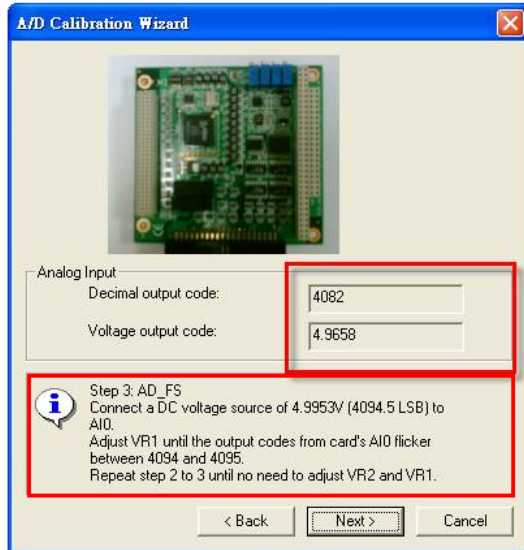 A/D Calibration Wizard
Analog Input
Decimal output code:
4082
Voltage output code:
4.9658
Step 3: AD_FS
Connect a DC voltage source of 4.9953V (4094.5 LSB) to
AI0.
Adjust VR1 until the output codes from card's AI0 flicker
between 4094 and 4095.
Repeat step 2 to 3 until no need to adjust VR2 and VR1.
< Back
Next >
Cancel